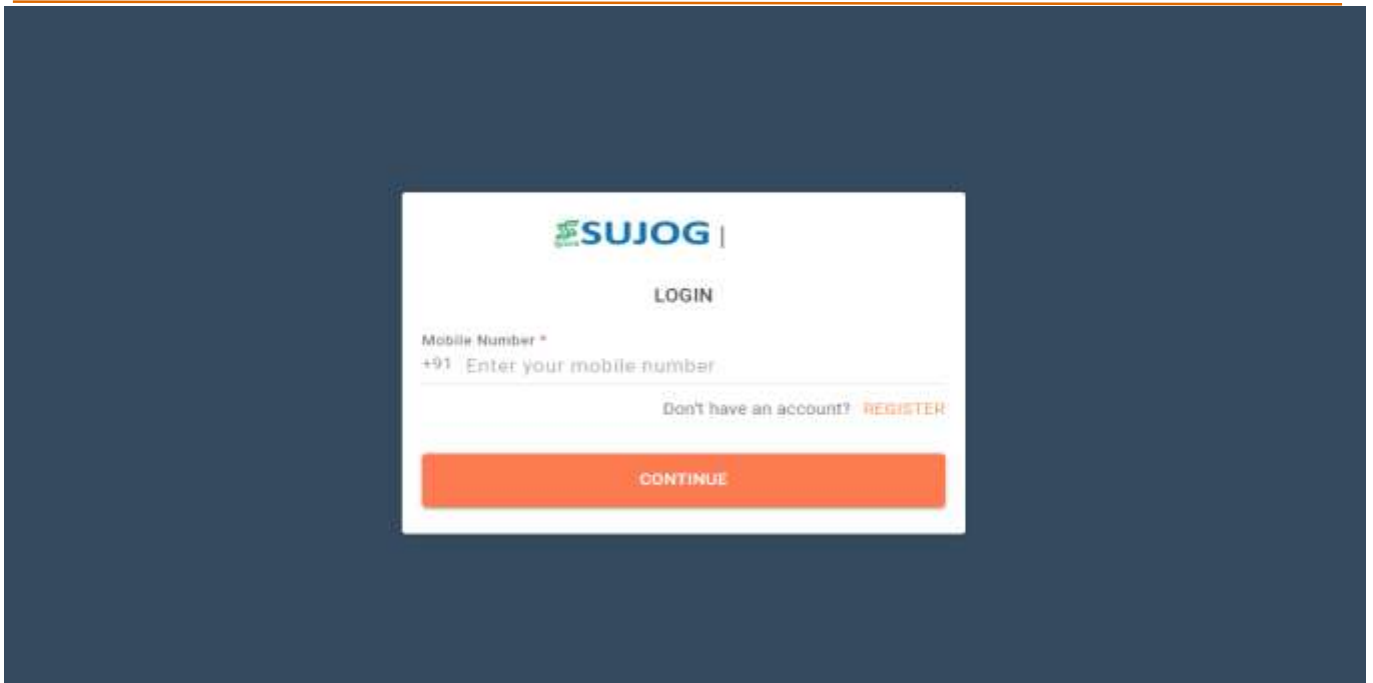 SUJOG |
LOGIN
Mobile Number *
+91 Enter your mobile number
Don't have an account? REGISTER
CONTINUE